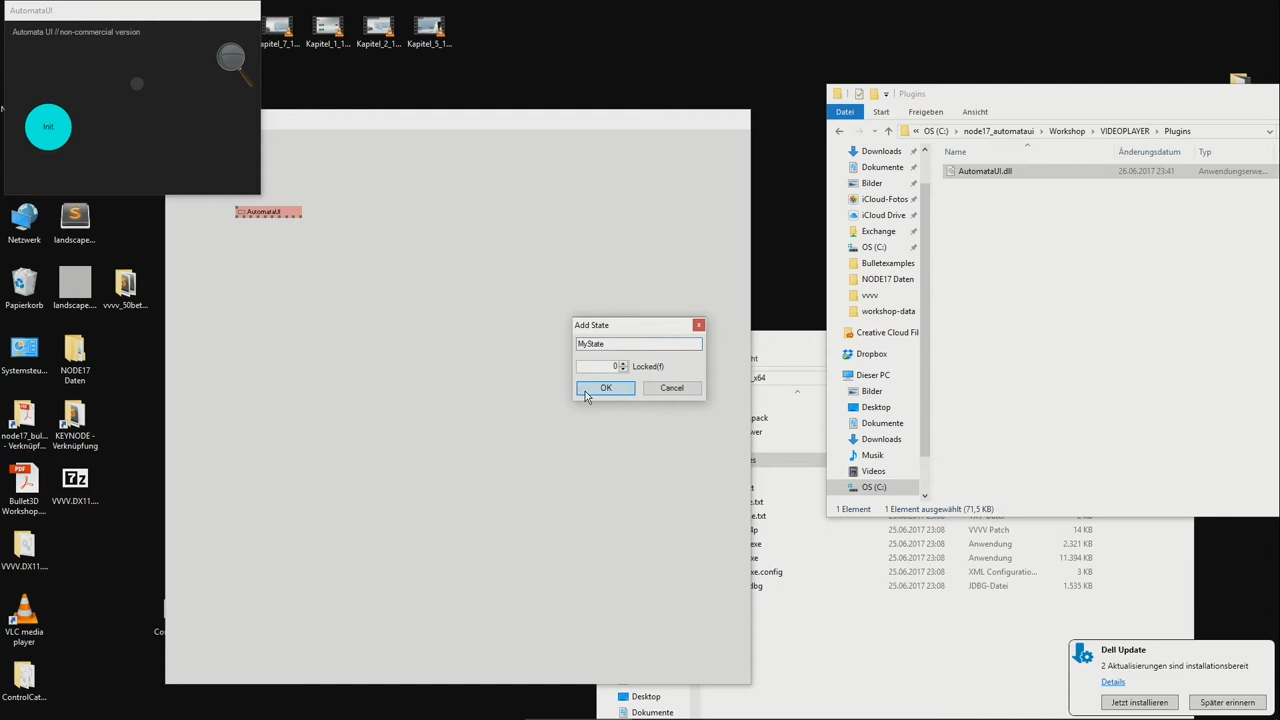 AutomataUI
Automata UI // non-commercial version
Init
Kapitel_7_1...
Kapitel_1_1...
Kapitel_2_1...
Kapitel_5_1...
AutomataUI
Netzwerk
landscape...
Papierkorb
landscape....
vvvv_50bet...
Systemsteu...
NODE17
Daten
node17_bul...
- Verknüpf...
KEYNODE -
Verknüpfung
Bullet3D
Workshop....
VVVV.DX11....
VVVV.DX11....
VLC media
player
ControlCat...
Add State
x
MyState
0
Locked(f)
OK
Cancel
Plugins
Datei
Start
Freigeben
Ansicht
« OS (C:) > node17_automataui > Workshop > VIDEOPLAYER > Plugins
Name
Änderungsdatum
Typ
AutomataUI.dll
26.06.2017 23:41
Anwendungserwe...
Downloads
Dokumente
Bilder
iCloud-Fotos
iCloud Drive
Exchange
OS (C:)
Bulletexamples
NODE17 Daten
vvvv
workshop-data
Creative Cloud Fil
Dropbox
Dieser PC
Bilder
Desktop
Dokumente
Downloads
Musik
Videos
OS (C:)
1 Element
1 Element ausgewählt (71,5 KB)
_x64
25.06.2017 23:08
VVVV Patch
14 KB
25.06.2017 23:08
Anwendung
2.321 KB
25.06.2017 23:08
Anwendung
11.394 KB
xe.config
25.06.2017 23:08
XML Configuratio...
3 KB
25.06.2017 23:08
JDBG-Datei
1.535 KB
Desktop
Dokumente
Dell Update
2 Aktualisierungen sind installationsbereit
Details
Jetzt installieren
Später erinnern